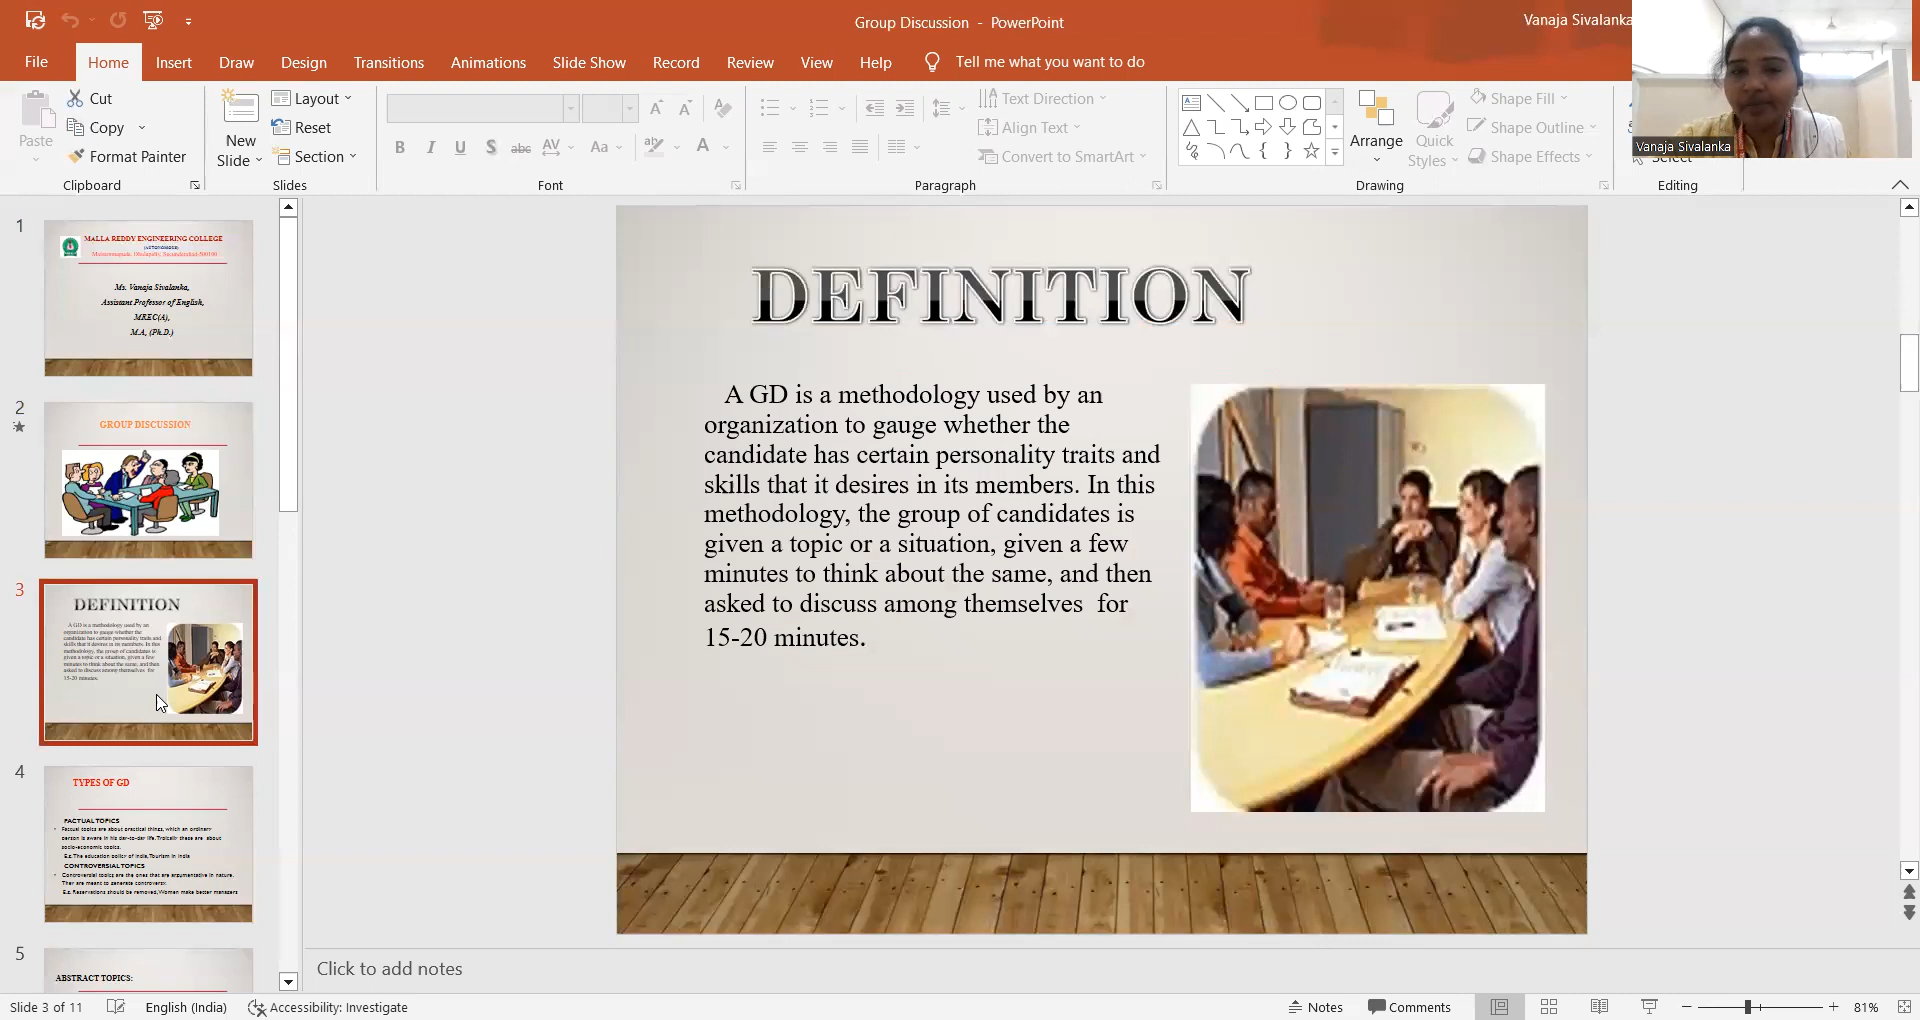 Group Discussion - PowerPoint
Vanaja Sivalanka
File
Home
Insert
Draw
Design
Transitions
Animations
Slide Show
Record
Review
View
Help
Tell me what you want to do
Paste
Cut
Copy
Format Painter
Clipboard
New
Slide
Layout
Reset
Section
Slides
B I U S abc AV Aa
Font
Text Direction
Align Text
Convert to SmartArt
Paragraph
Arrange
Quick
Styles
Shape Fill
Shape Outline
Shape Effects
Drawing
Select
Editing
Vanaja Sivalanka
1
MALLA REDDY ENGINEERING COLLEGE
(AUTONOMOUS)
Ms. Vanaja Sivalanka,
Assistant Professor of English,
MREC(A),
M.A, (Ph.D.)
2
GROUP DISCUSSION
3
DEFINITION
A GD is a methodology used by an
organization to gauge whether the
candidate has certain personality traits and
skills that it desires in its members. In this
methodology, the group of candidates is
given a topic or a situation, given a few
minutes to think about the same, and then
asked to discuss among themselves for
15-20 minutes.
4
TYPES OF GD
FACTUAL TOPICS
Factual topics are about practical things, which an ordinary
person is aware in his day-to-day life. Typically these are about
socio-economic topics.
E.g. The education policy of India, Tourism in India
CONTROVERSIAL TOPICS
Controversial topics are the ones that are argumentative in nature.
They are meant to generate controversy.
E.g. Reservations should be removed, Women make better managers
5
ABSTRACT TOPICS:
DEFINITION
A GD is a methodology used by an
organization to gauge whether the
candidate has certain personality traits and
skills that it desires in its members. In this
methodology, the group of candidates is
given a topic or a situation, given a few
minutes to think about the same, and then
asked to discuss among themselves  for
15-20 minutes.
Click to add notes
Slide 3 of 11
English (India)
Accessibility: Investigate
Notes
Comments
81%